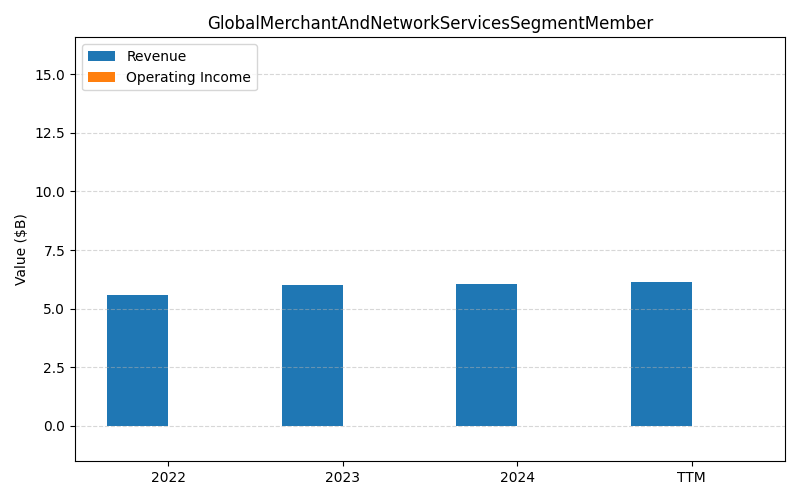 GlobalMerchantAndNetworkServicesSegmentMember
Revenue
Operating Income
Value ($B)
15.0
12.5
10.0
7.5
5.0
2.5
0.0
2022 2023 2024 TTM